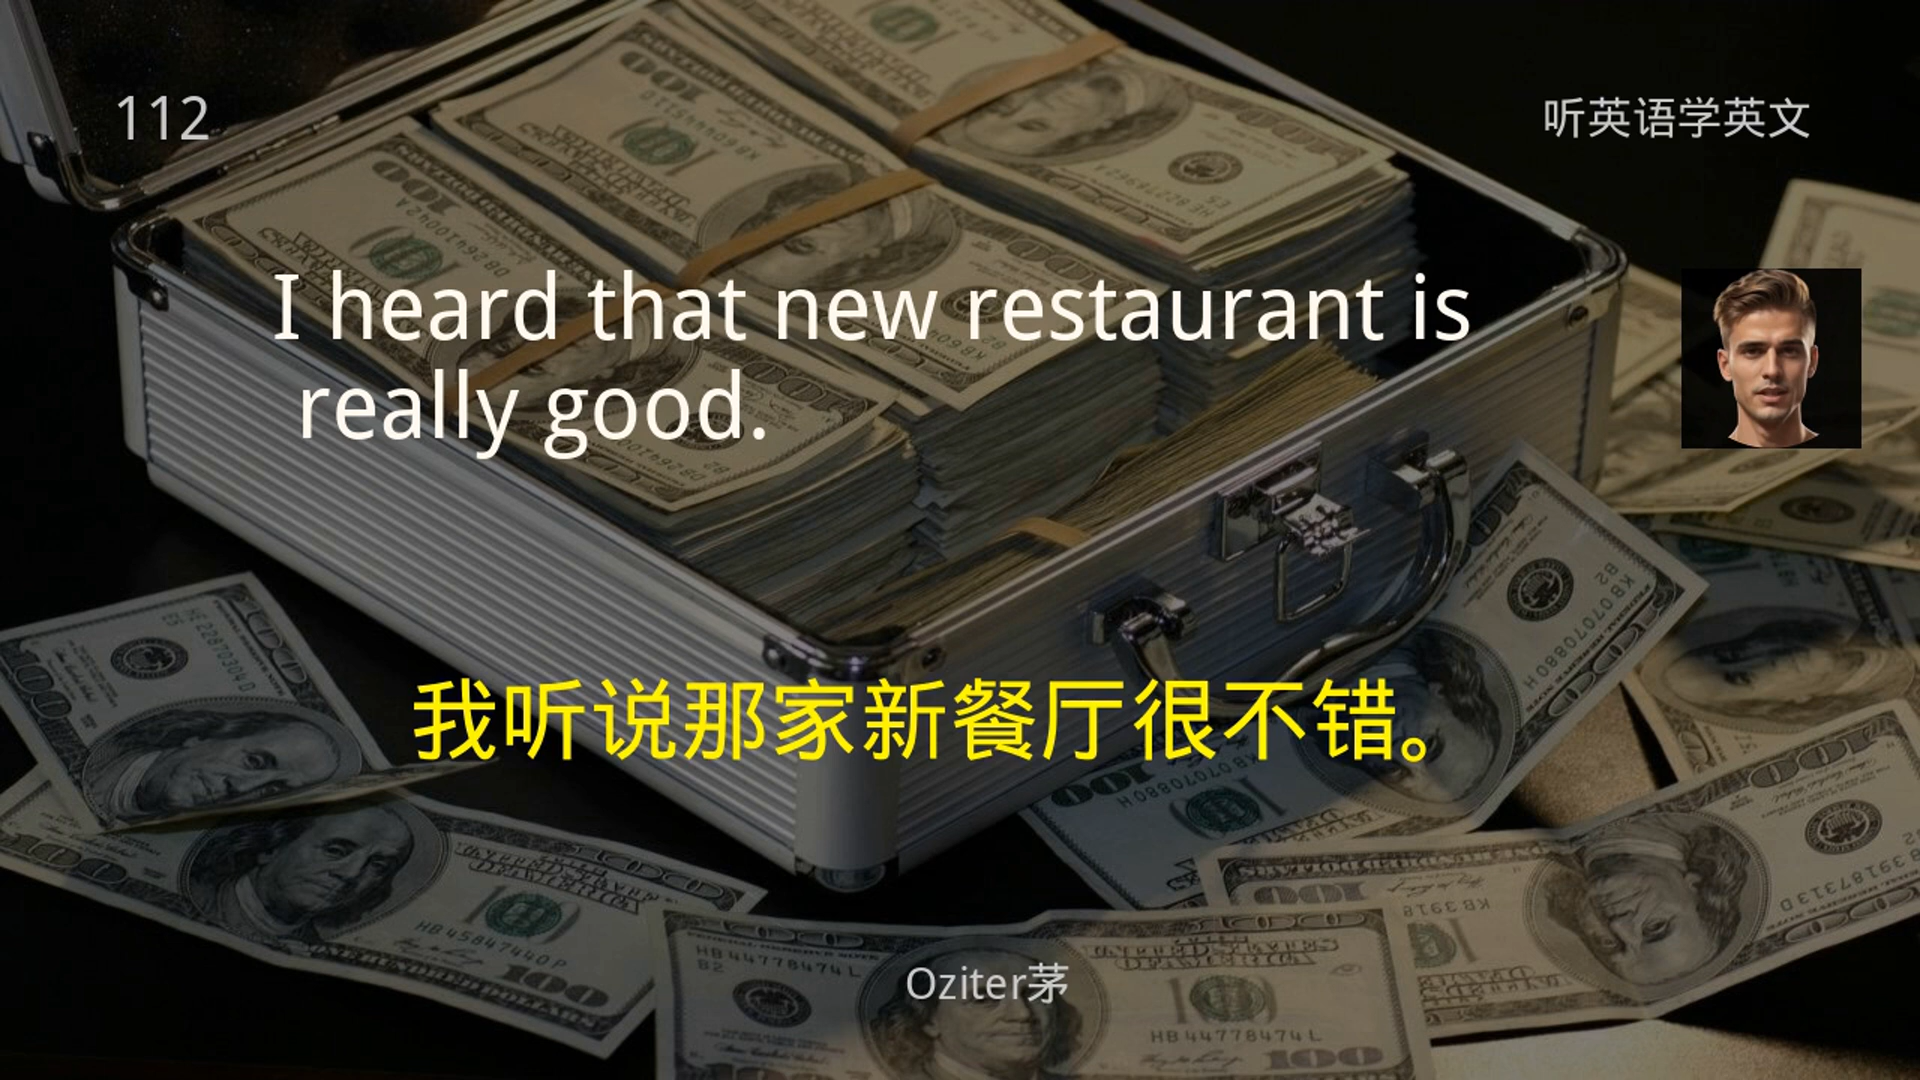 112
听英语学英文
I heard that new restaurant is
really good.
我听说那家新餐厅很不错。
Oziter茅